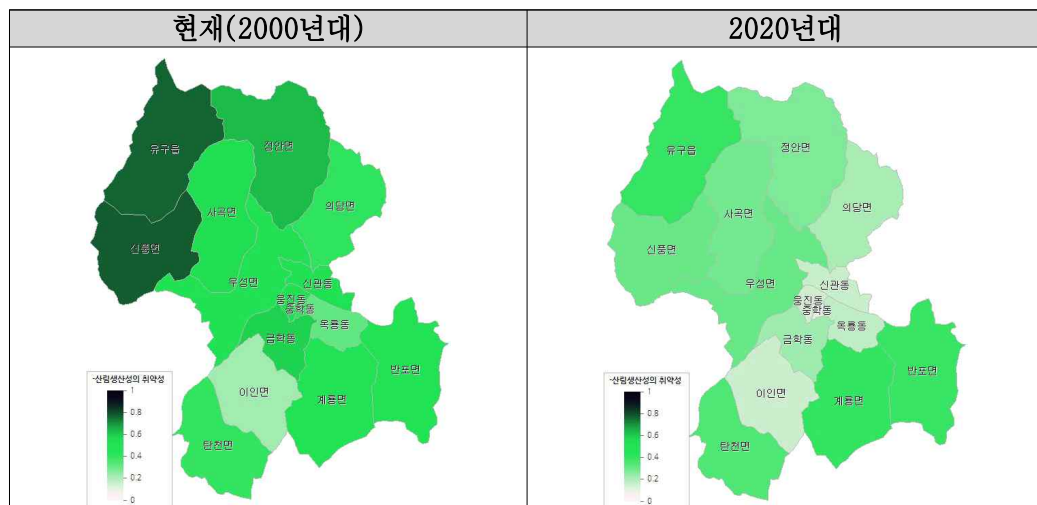 현재(2000년대)
2020년대
유구읍
정안면
사곡면
의당면
신풍면
우성면
신관동
웅진동
중학동
옥룡동
금학동
이인면
계룡면
반포면
탄천면
-산림생산성의 취약성
1
0.8
0.6
0.4
0.2
0
유구읍
정안면
사곡면
의당면
신풍면
우성면
신관동
웅진동
중학동
옥룡동
금학동
이인면
계룡면
반포면
탄천면
-산림생산성의 취약성
1
0.8
0.6
0.4
0.2
0